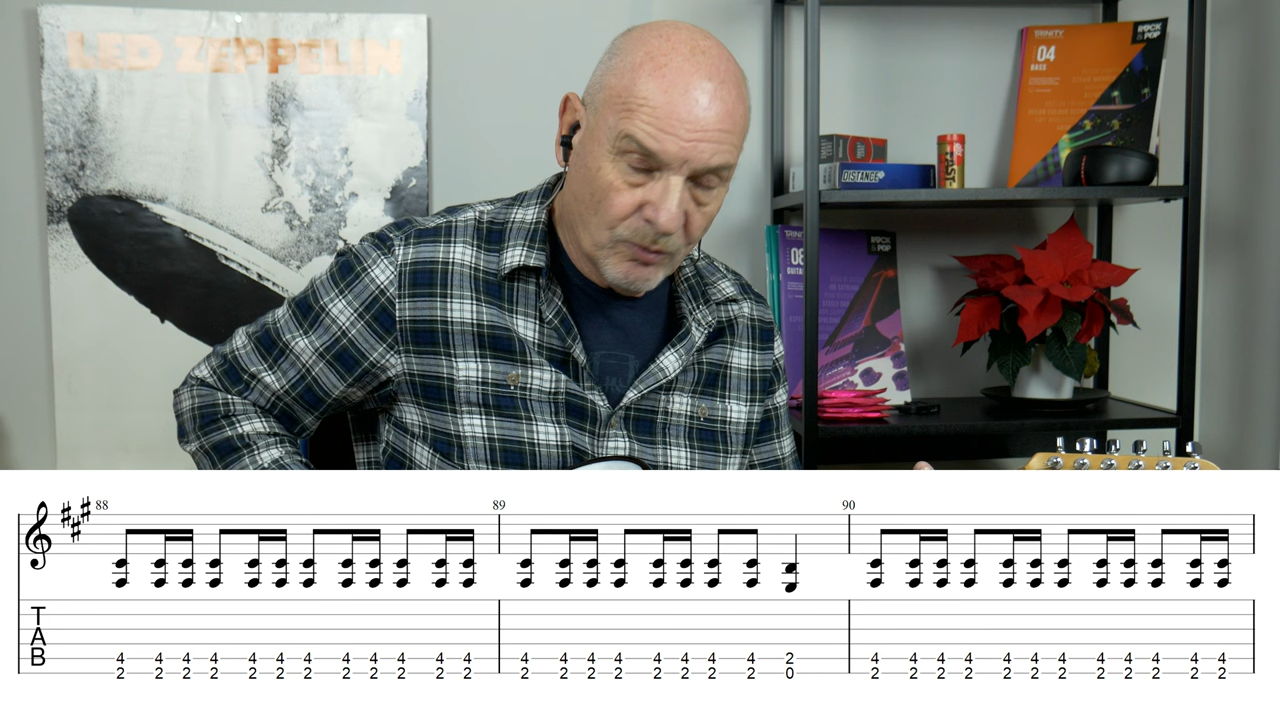 LED ZEPPELIN
TRINITY
ROCK
& POP
04
BASS
DISTANCE
FAST-
TRINITY
ROCK
& POP
08
88
89
90
T
A
B
4 4 4 4 4 4 4 4 4 4 4 4
2 2 2 2 2 2 2 2 2 2 2 2
4 4 4 4 4 4 4 4 2
2 2 2 2 2 2 2 2 0
4 4 4 4 4 4 4 4 4 4 4 4
2 2 2 2 2 2 2 2 2 2 2 2